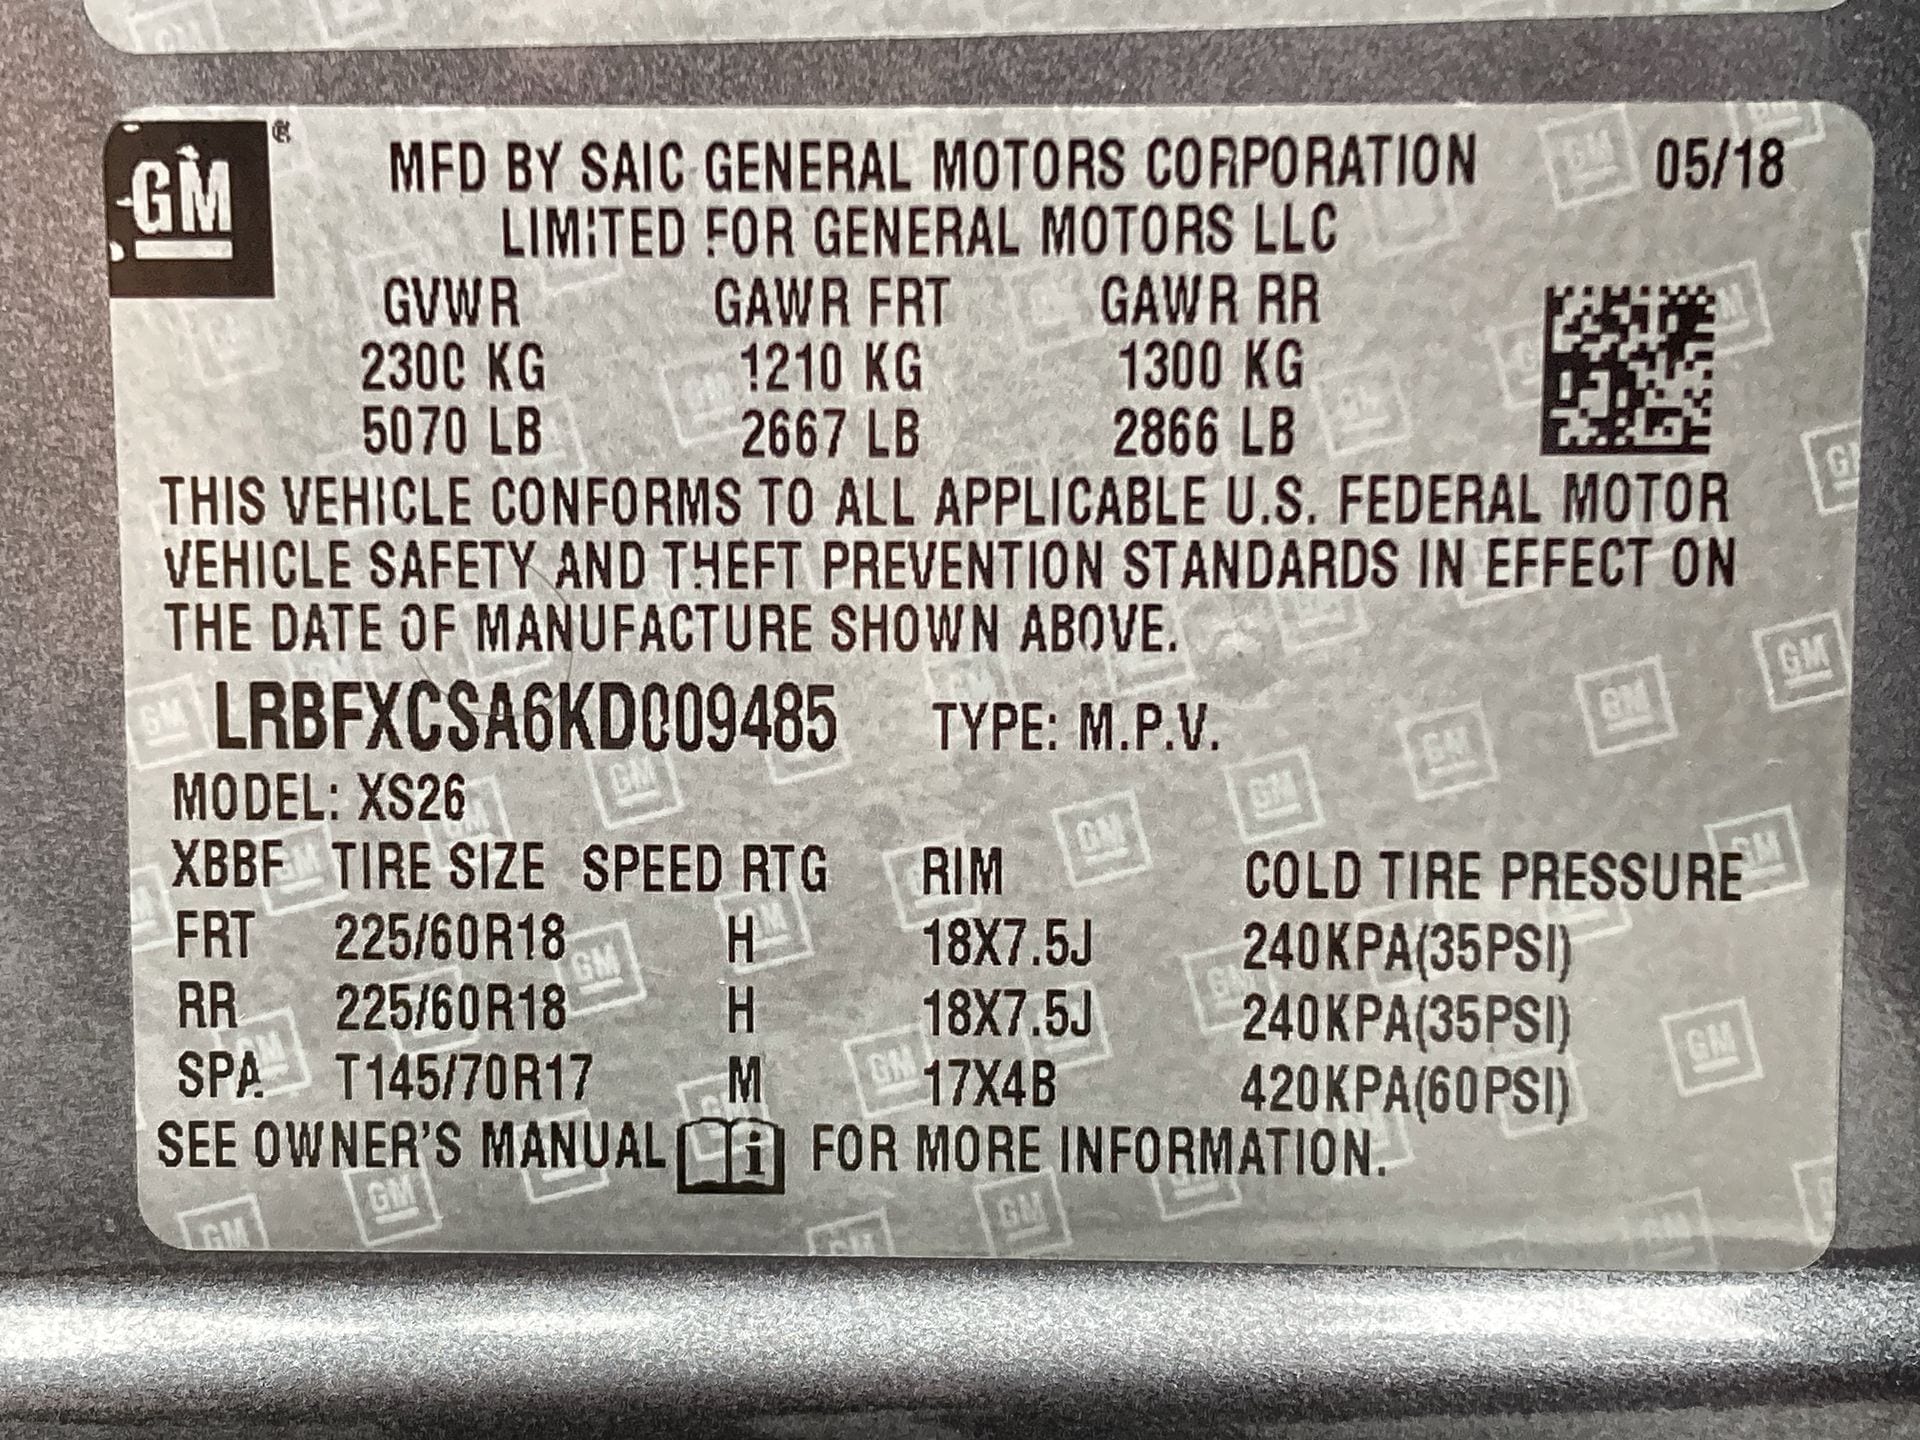 GM ®
MFD BY SAIC GENERAL MOTORS CORPORATION 05/18
LIMITED FOR GENERAL MOTORS LLC
GVWR GAWR FRT GAWR RR
2300 KG 1210 KG 1300 KG
5070 LB 2667 LB 2866 LB
THIS VEHICLE CONFORMS TO ALL APPLICABLE U.S. FEDERAL MOTOR
VEHICLE SAFETY AND THEFT PREVENTION STANDARDS IN EFFECT ON
THE DATE OF MANUFACTURE SHOWN ABOVE.
LRBFXCSA6KD009485 TYPE: M.P.V.
MODEL: XS26
XBBF TIRE SIZE SPEED RTG RIM COLD TIRE PRESSURE
FRT 225/60R18 H 18X7.5J 240KPA(35PSI)
RR 225/60R18 H 18X7.5J 240KPA(35PSI)
SPA T145/70R17 M 17X4B 420KPA(60PSI)
SEE OWNER'S MANUAL i FOR MORE INFORMATION.